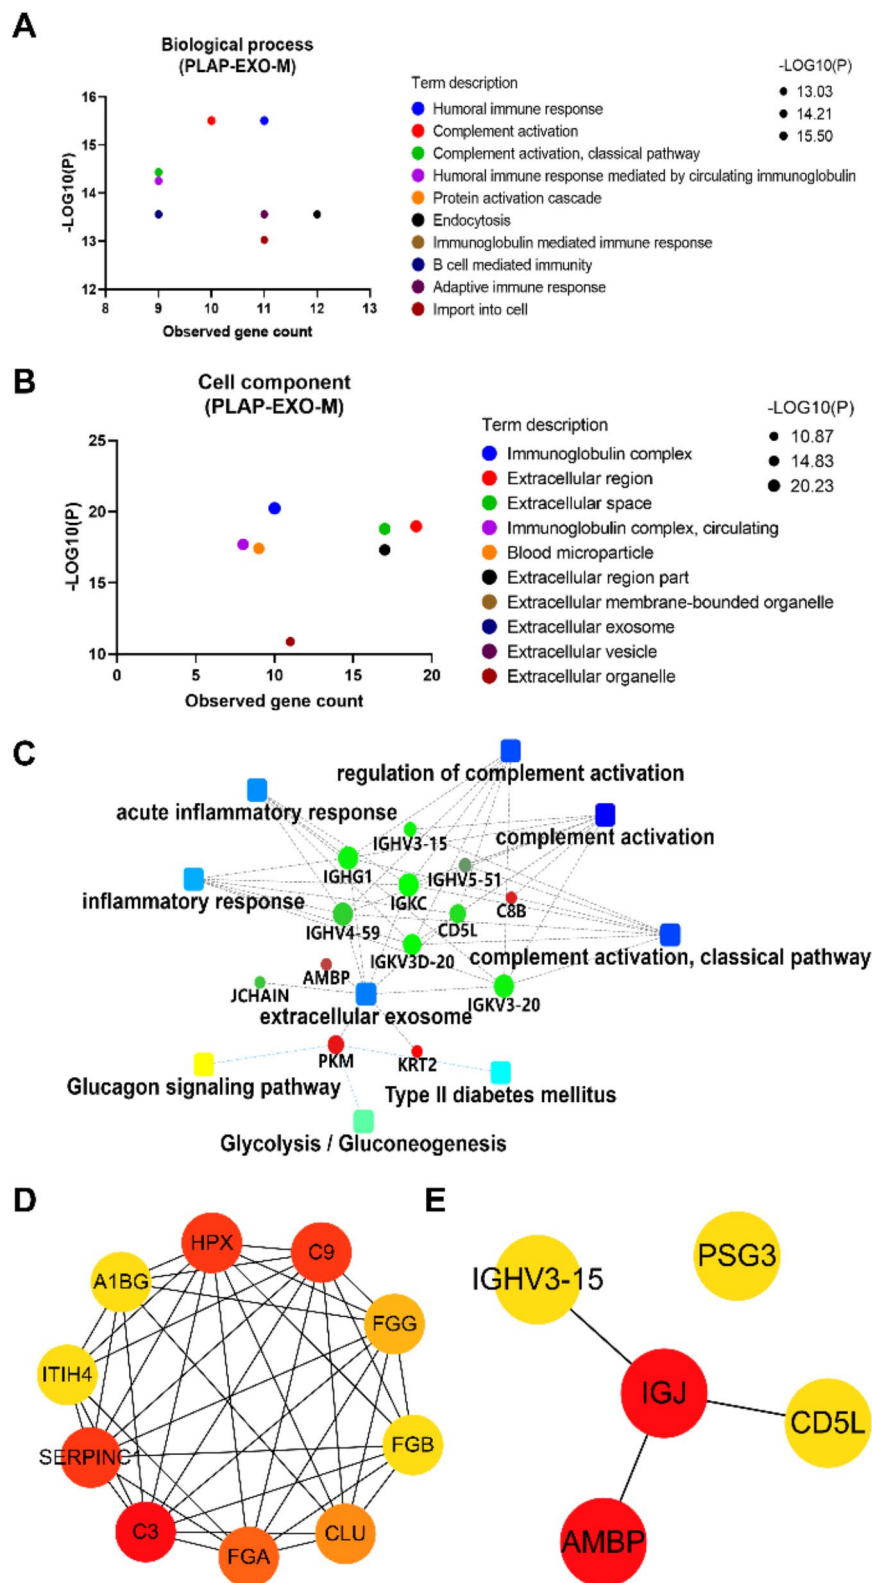 A
Biological process
(PLAP-EXO-M)
-LOG10(P)
16
15
14
13
12
8
9
10
11
12
13
Observed gene count
Term description
Humoral immune response
Complement activation
Complement activation, classical pathway
Humoral immune response mediated by circulating immunoglobulin
Protein activation cascade
Endocytosis
Immunoglobulin mediated immune response
B cell mediated immunity
Adaptive immune response
Import into cell
-LOG10(P)
13.03
14.21
15.50
B
Cell component
(PLAP-EXO-M)
-LOG10(P)
25
20
15
10
0
5
10
15
20
Observed gene count
Term description
Immunoglobulin complex
Extracellular region
Extracellular space
Immunoglobulin complex, circulating
Blood microparticle
Extracellular region part
Extracellular membrane-bounded organelle
Extracellular exosome
Extracellular vesicle
Extracellular organelle
-LOG10(P)
10.87
14.83
20.23
C
regulation of complement activation
acute inflammatory response
IGHV3-15
complement activation
IGHG1
IGHV5-51
inflammatory response
IGKC
C8B
IGHV4-59
CD5L
IGKV3D-20
complement activation, classical pathway
AMBP
JCHAIN
IGKV3-20
extracellular exosome
PKM
KRT2
Glucagon signaling pathway
Type II diabetes mellitus
Glycolysis / Gluconeogenesis
D
HPX
C9
A1BG
FGG
ITIH4
FGB
SERPINC1
C3
CLU
FGA
E
PSG3
IGHV3-15
IGJ
CD5L
AMBP